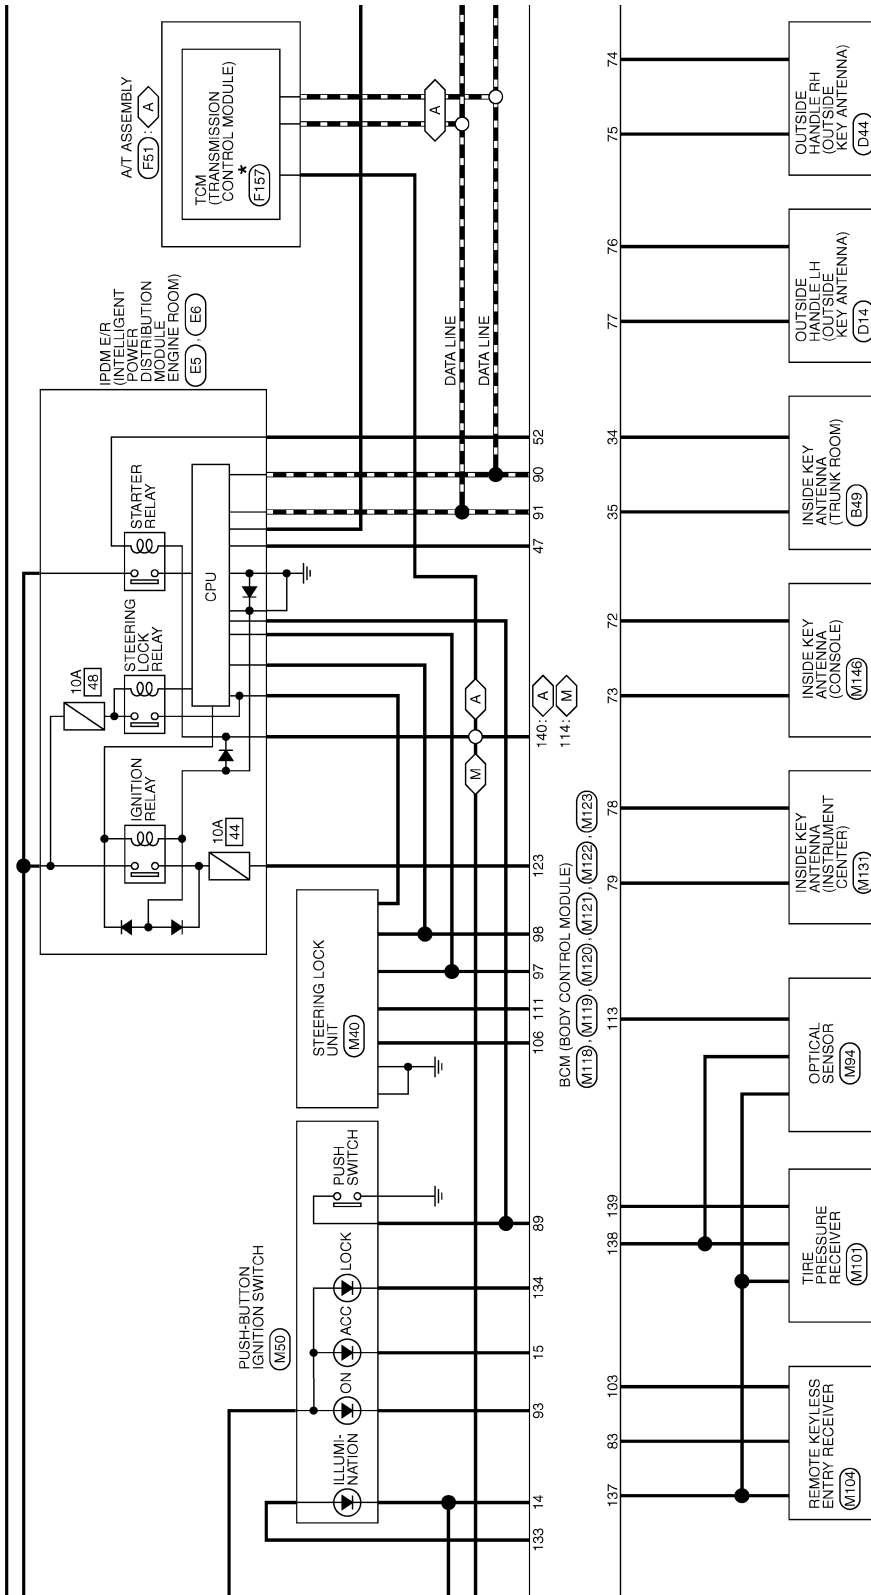 A/T ASSEMBLY
F51 : A
TCM
(TRANSMISSION
CONTROL MODULE)
*
F157
A
IPDM E/R
(INTELLIGENT
POWER
DISTRIBUTION
MODULE
ENGINE ROOM)
E5 , E6
STARTER
RELAY
CPU
10A
48
STEERING
LOCK
RELAY
IGNITION
RELAY
10A
44
DATA LINE
DATA LINE
A
M
STEERING LOCK
UNIT
M40
PUSH-BUTTON
IGNITION SWITCH
M50
PUSH
SWITCH
LOCK
ACC
ON
ILLUMI-
NATION
52
90
91
47
140: A
114: M
123
98
97
111
106
89
134
15
93
14
133
BCM (BODY CONTROL MODULE)
M118 , M119 , M120 , M121 , M122 , M123
74
75
76
77
34
35
72
73
78
79
113
139
138
103
83
137
OUTSIDE
HANDLE RH
(OUTSIDE
KEY ANTENNA)
D44
OUTSIDE
HANDLE LH
(OUTSIDE
KEY ANTENNA)
D14
INSIDE KEY
ANTENNA
(TRUNK ROOM)
B49
INSIDE KEY
ANTENNA
(CONSOLE)
M146
INSIDE KEY
ANTENNA
(INSTRUMENT
CENTER)
M131
OPTICAL
SENSOR
M94
TIRE
PRESSURE
RECEIVER
M101
REMOTE KEYLESS
ENTRY RECEIVER
M104